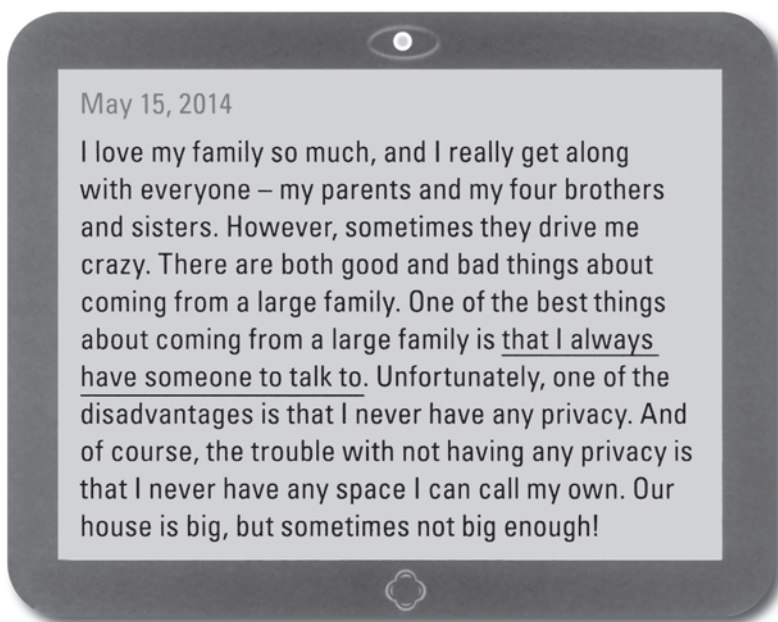 May 15, 2014
I love my family so much, and I really get along
with everyone – my parents and my four brothers
and sisters. However, sometimes they drive me
crazy. There are both good and bad things about
coming from a large family. One of the best things
about coming from a large family is that I always
have someone to talk to. Unfortunately, one of the
disadvantages is that I never have any privacy. And
of course, the trouble with not having any privacy is
that I never have any space I can call my own. Our
house is big, but sometimes not big enough!